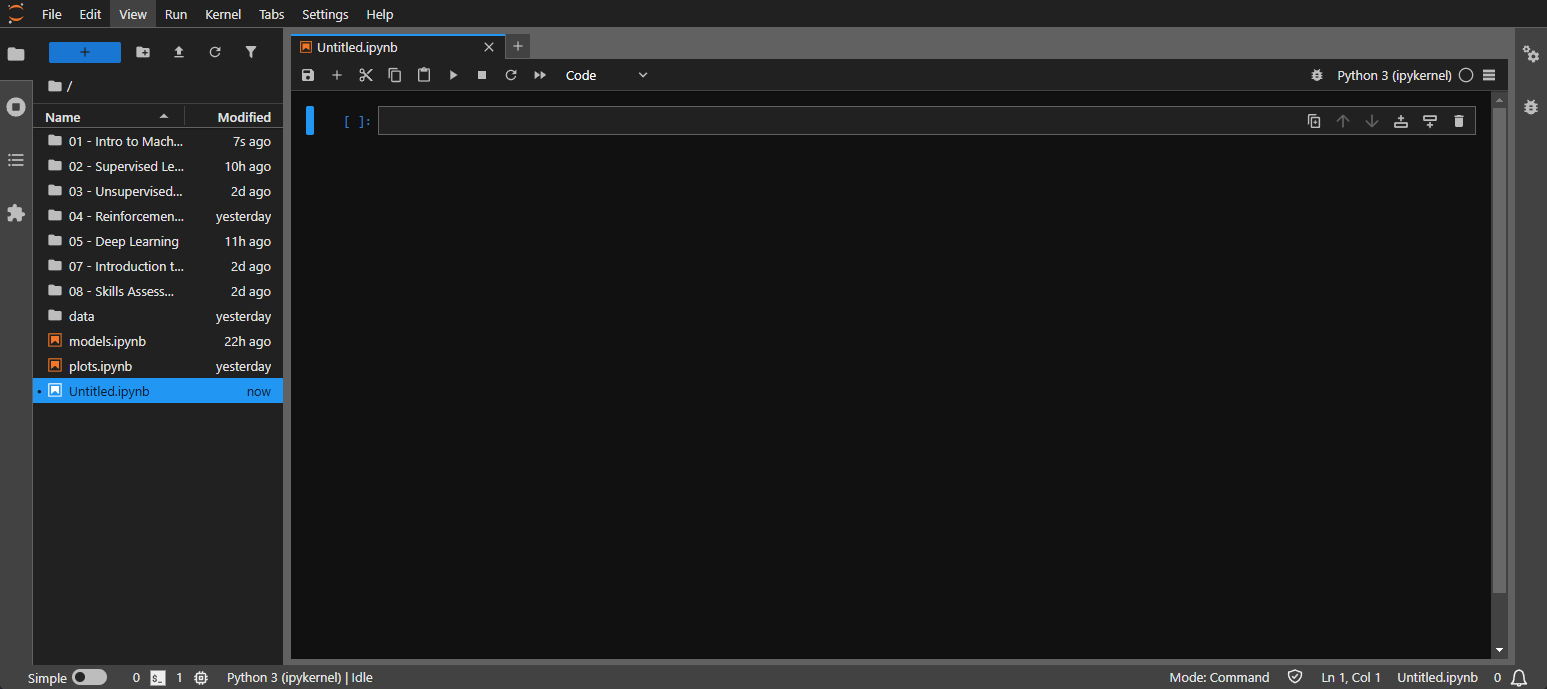 File Edit View Run Kernel Tabs Settings Help
/
Name Modified
01 - Intro to Mach... 7s ago
02 - Supervised Le... 10h ago
03 - Unsupervised... 2d ago
04 - Reinforcemen... yesterday
05 - Deep Learning 11h ago
07 - Introduction t... 2d ago
08 - Skills Assess... 2d ago
data yesterday
models.ipynb 22h ago
plots.ipynb yesterday
Untitled.ipynb now
Untitled.ipynb
Code
Python 3 (ipykernel)
[ ]:
Simple 0 $_ 1 Python 3 (ipykernel) | Idle Mode: Command Ln 1, Col 1 Untitled.ipynb 0